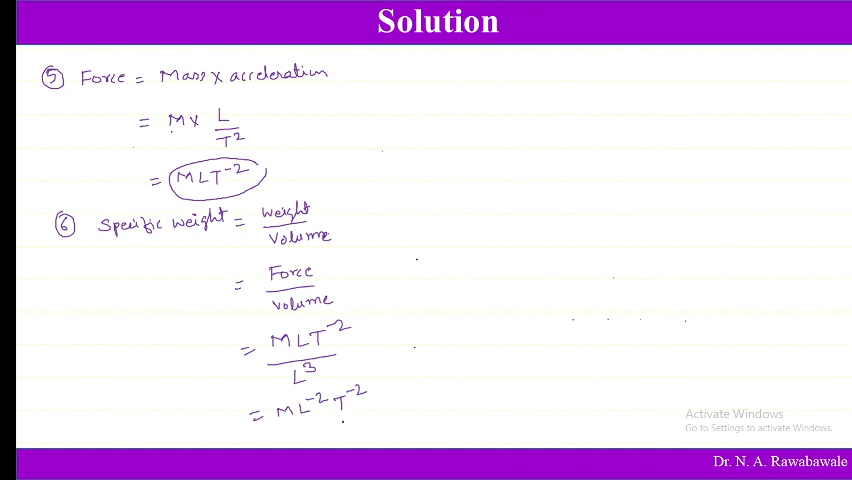 Solution
⑤ Force = Mass x acceleration
= M x L/T²
= MLT⁻²
⑥ Specific weight = Weight/Volume
= Force/Volume
= MLT⁻²/L³
= ML⁻² T⁻²
Activate Windows
Go to Settings to activate Windows.
Dr. N. A. Rawabawale